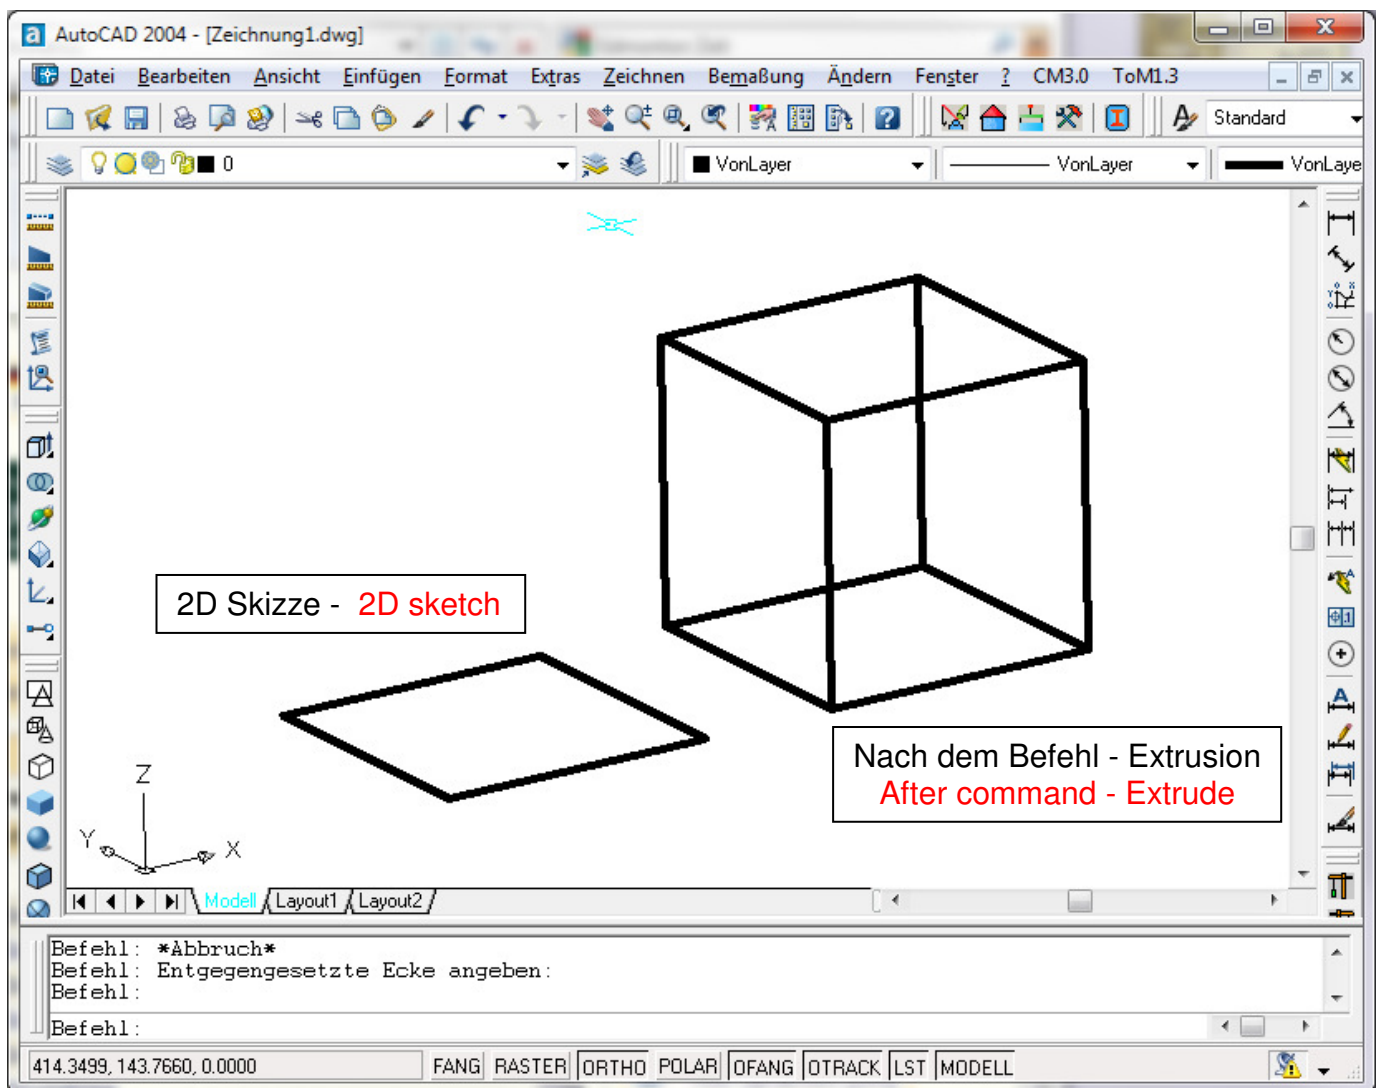 AutoCAD 2004 - [Zeichnung1.dwg]
Datei Bearbeiten Ansicht Einfügen Format Extras Zeichnen Bemaßung Ändern Fenster ? CM3.0 ToM1.3
Standard
0 VonLayer VonLayer VonLaye
2D Skizze - 2D sketch
Nach dem Befehl - Extrusion
After command - Extrude
Z
Y
X
Modell Layout1 Layout2
Befehl: *Abbruch*
Befehl: Entgegengesetzte Ecke angeben:
Befehl:
Befehl:
414.3499, 143.7660, 0.0000 FANG RASTER ORTHO POLAR OFANG OTRACK LST MODELL